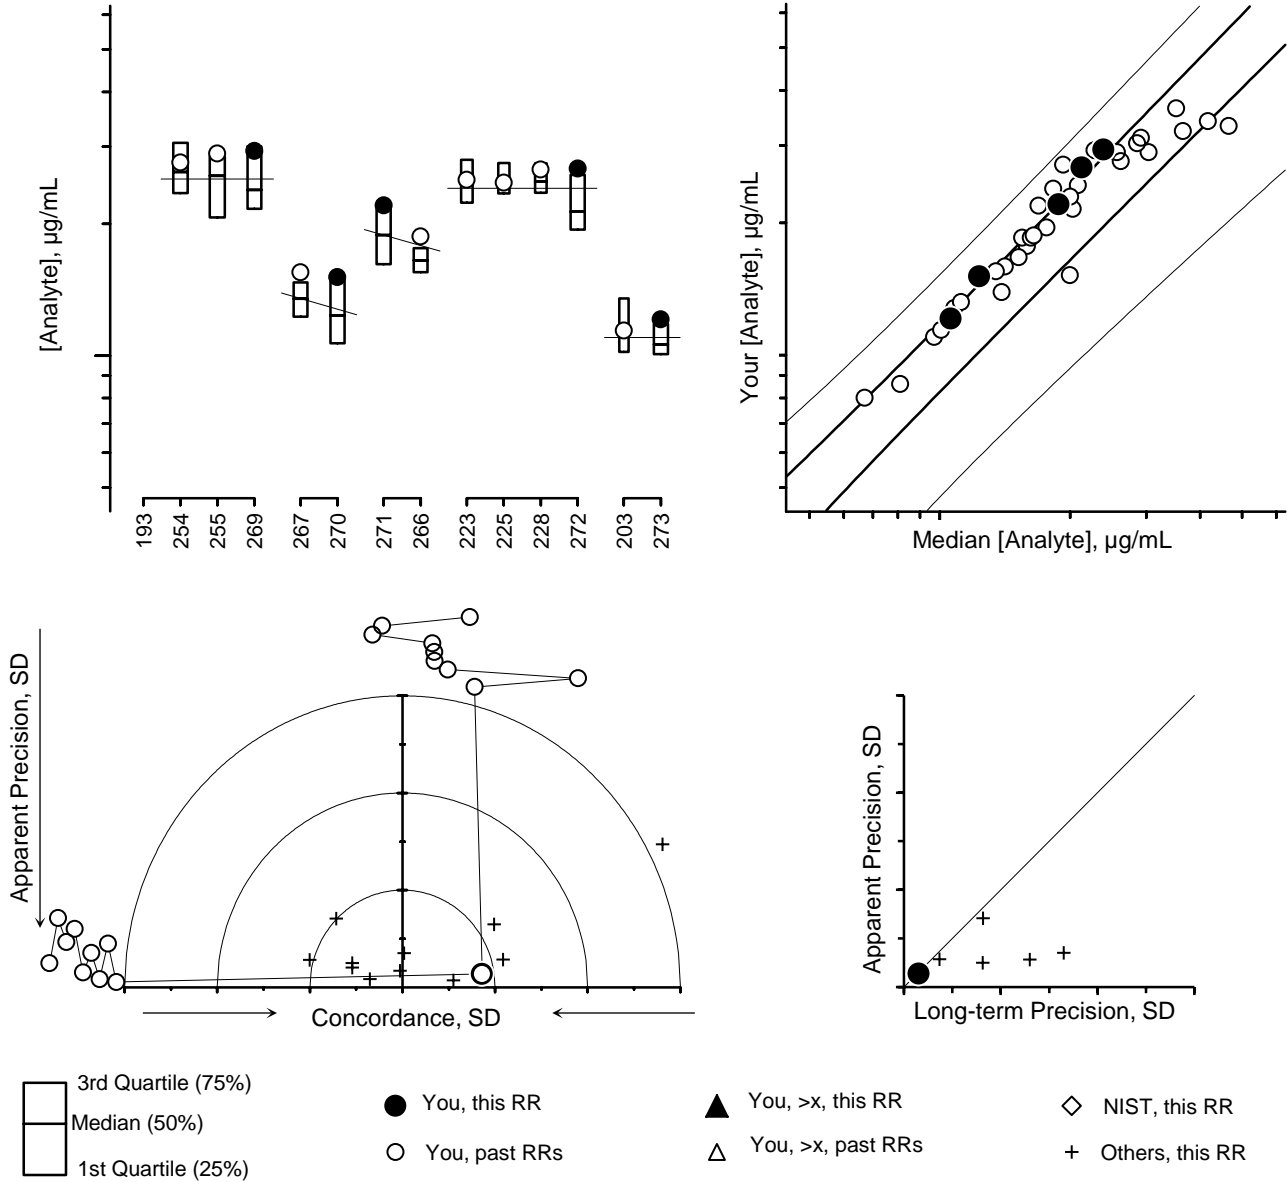 [Analyte], µg/mL
193
254
255
269
267
270
271
266
223
225
228
272
203
273
Your [Analyte], µg/mL
Median [Analyte], µg/mL
Apparent Precision, SD
Concordance, SD
Apparent Precision, SD
Long-term Precision, SD
3rd Quartile (75%)
Median (50%)
1st Quartile (25%)
You, this RR
You, past RRs
You, >x, this RR
You, >x, past RRs
NIST, this RR
Others, this RR